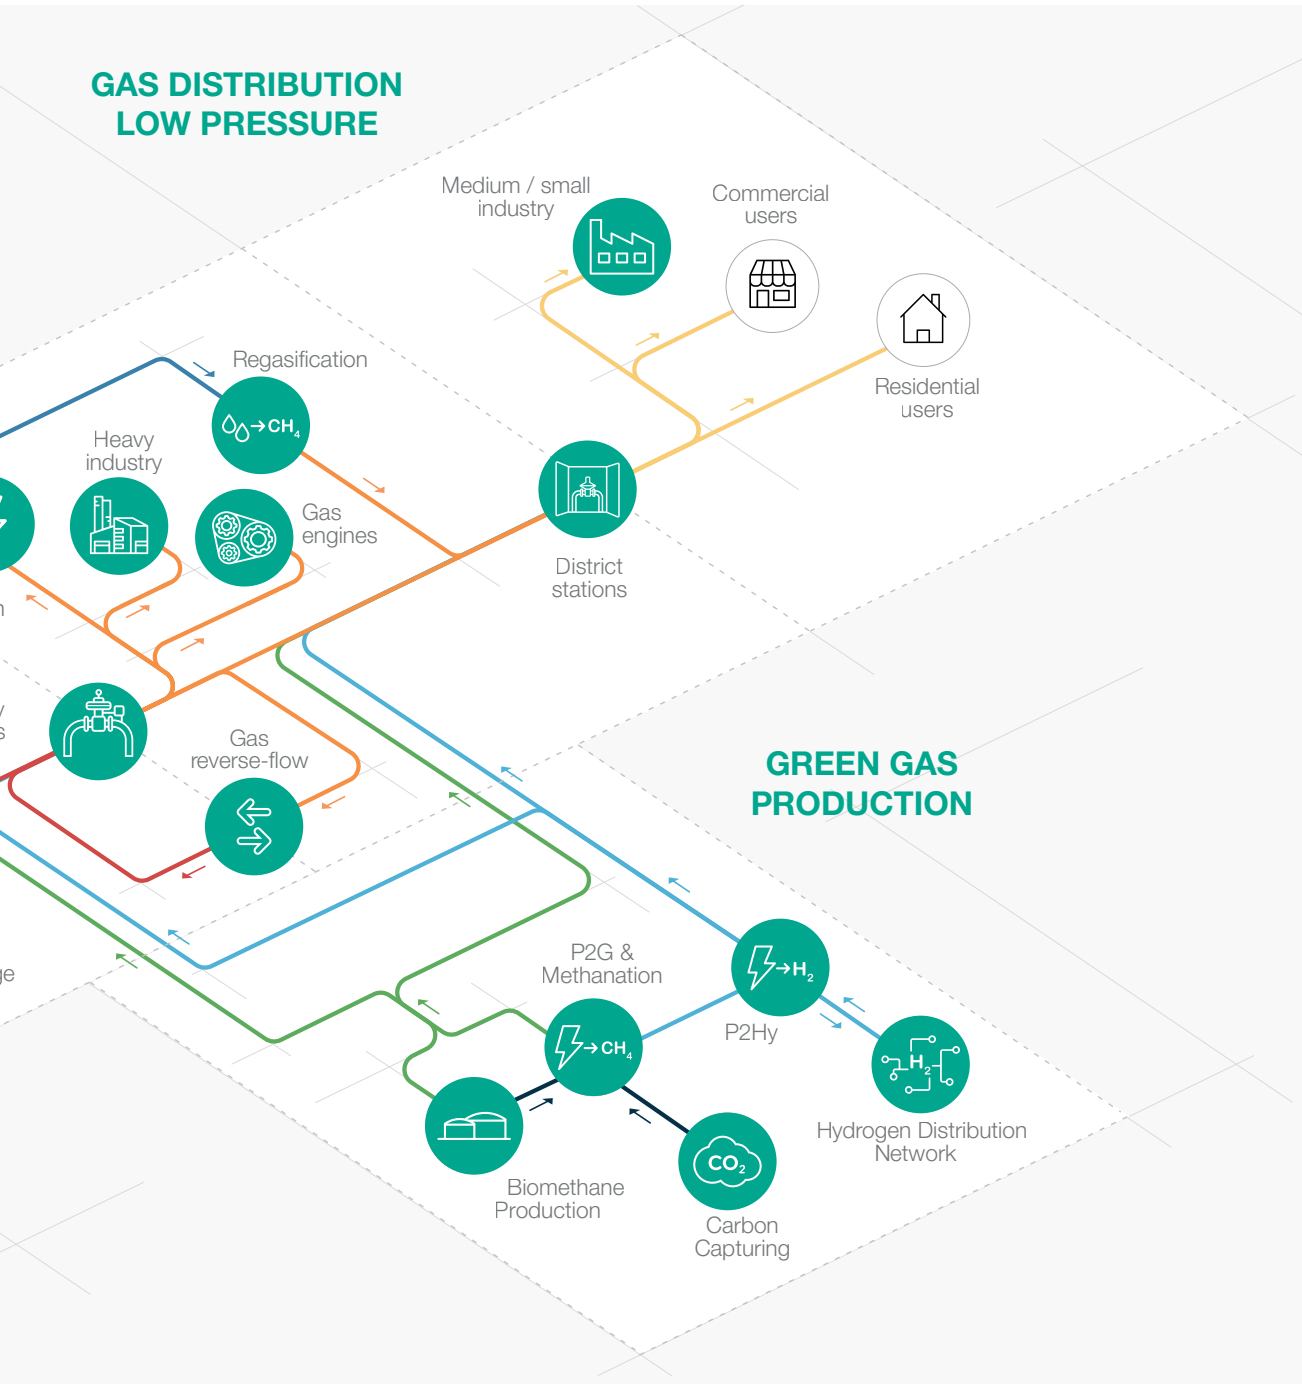 GAS DISTRIBUTION
LOW PRESSURE
Medium / small
industry
Commercial
users
Residential
users
Regasification
→CH4
Heavy
industry
Gas
engines
District
stations
Gas
reverse-flow
GREEN GAS
PRODUCTION
P2G &
Methanation
→CH4
→H2
P2Hy
H2
Hydrogen Distribution
Network
Biomethane
Production
CO2
Carbon
Capturing